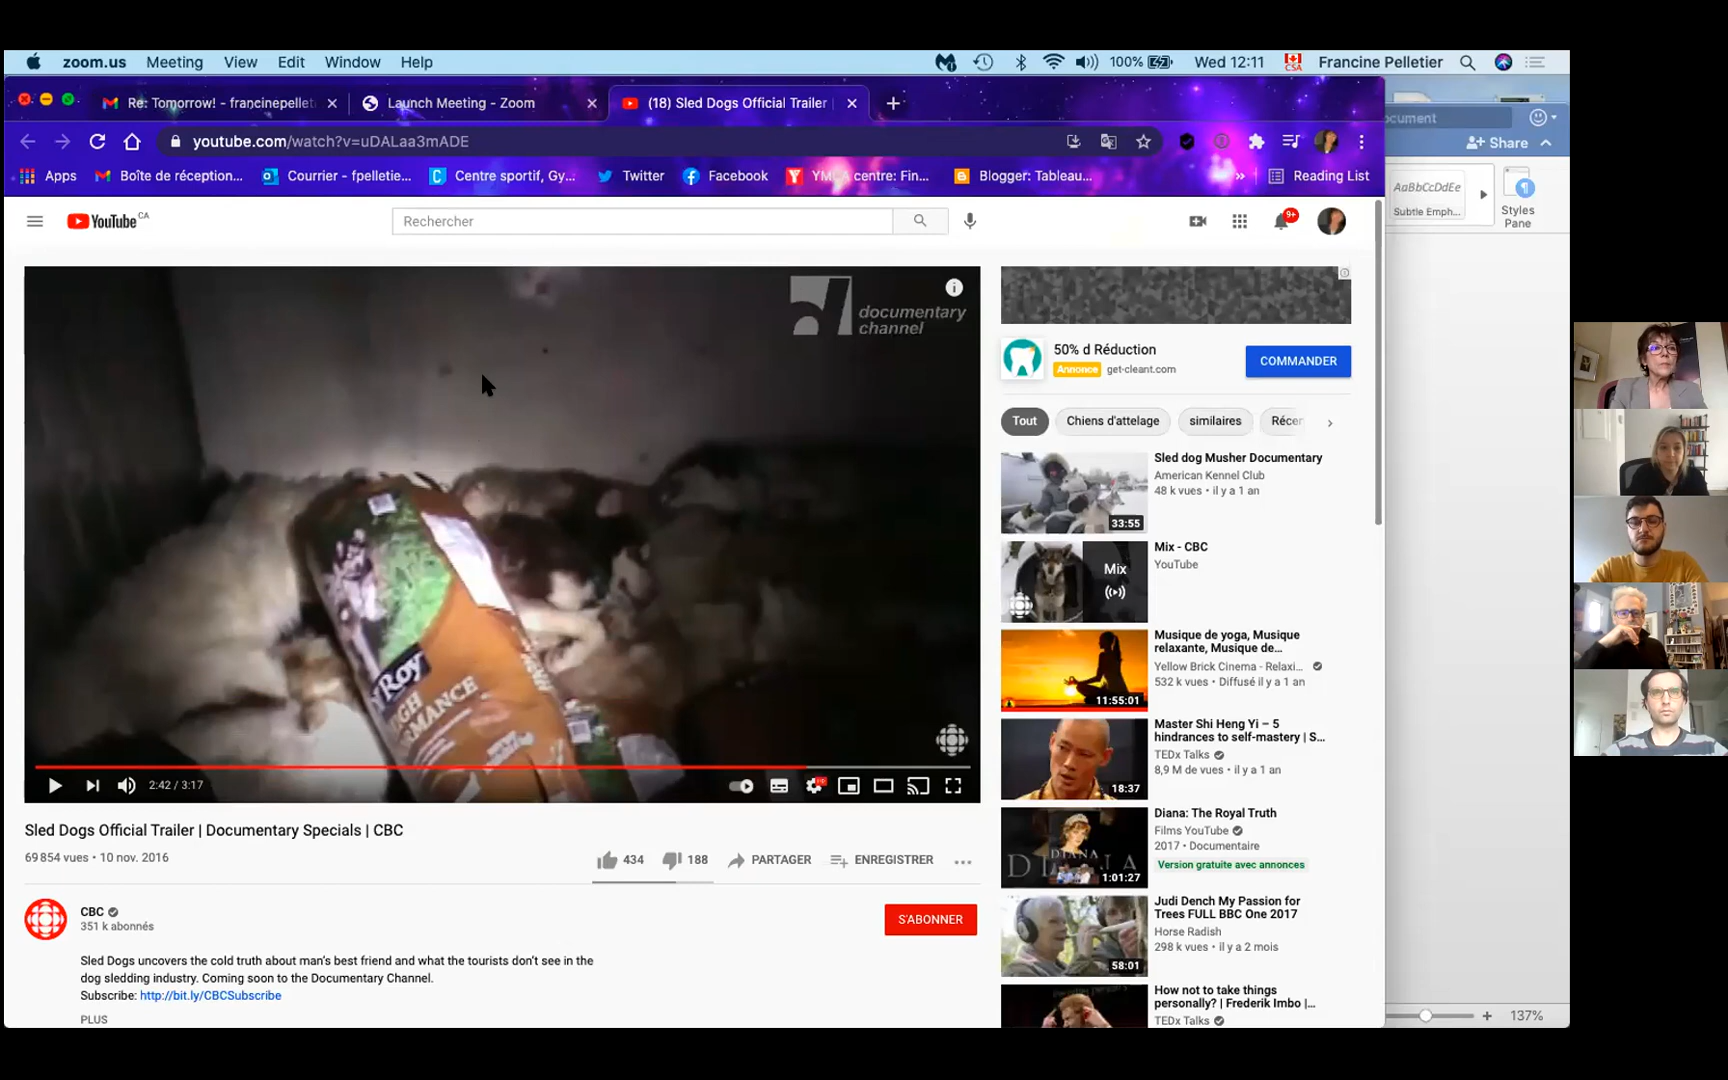 zoom.us Meeting View Edit Window Help 100% Wed 12:11 CSA Francine Pelletier
Re: Tomorrow! - francinepellet
Launch Meeting - Zoom
(18) Sled Dogs Official Trailer |
youtube.com/watch?v=uDALaa3mADE
Apps Boîte de réception... Courrier - fpelletie... Centre sportif, Gy... Twitter Facebook YMCA centre: Fin... Blogger: Tableau... » Reading List
ocument
Share
AaBbCcDdEe
Subtle Emph...
Styles
Pane
YouTube CA
Rechercher
9+
documentary
channel
Roy
2:42 / 3:17
HD
Sled Dogs Official Trailer | Documentary Specials | CBC
69 854 vues • 10 nov. 2016
434 188 PARTAGER ENREGISTRER
CBC
351 k abonnés
S'ABONNER
Sled Dogs uncovers the cold truth about man's best friend and what the tourists don't see in the
dog sledding industry. Coming soon to the Documentary Channel.
Subscribe: http://bit.ly/CBCSubscribe
PLUS
50% d Réduction
Annonce get-cleant.com
COMMANDER
Tout Chiens d'attelage similaires Récen
Sled dog Musher Documentary
American Kennel Club
48 k vues • il y a 1 an
33:55
Mix - CBC
YouTube
Mix
Musique de yoga, Musique
relaxante, Musique de...
Yellow Brick Cinema - Relaxi...
532 k vues • Diffusé il y a 1 an
11:55:01
Master Shi Heng Yi – 5
hindrances to self-mastery | S...
TEDx Talks
8,9 M de vues • il y a 1 an
18:37
Diana: The Royal Truth
Films YouTube
2017 • Documentaire
Version gratuite avec annonces
DIANA
1:01:27
Judi Dench My Passion for
Trees FULL BBC One 2017
Horse Radish
298 k vues • il y a 2 mois
58:01
How not to take things
personally? | Frederik Imbo |...
TEDx Talks
137%